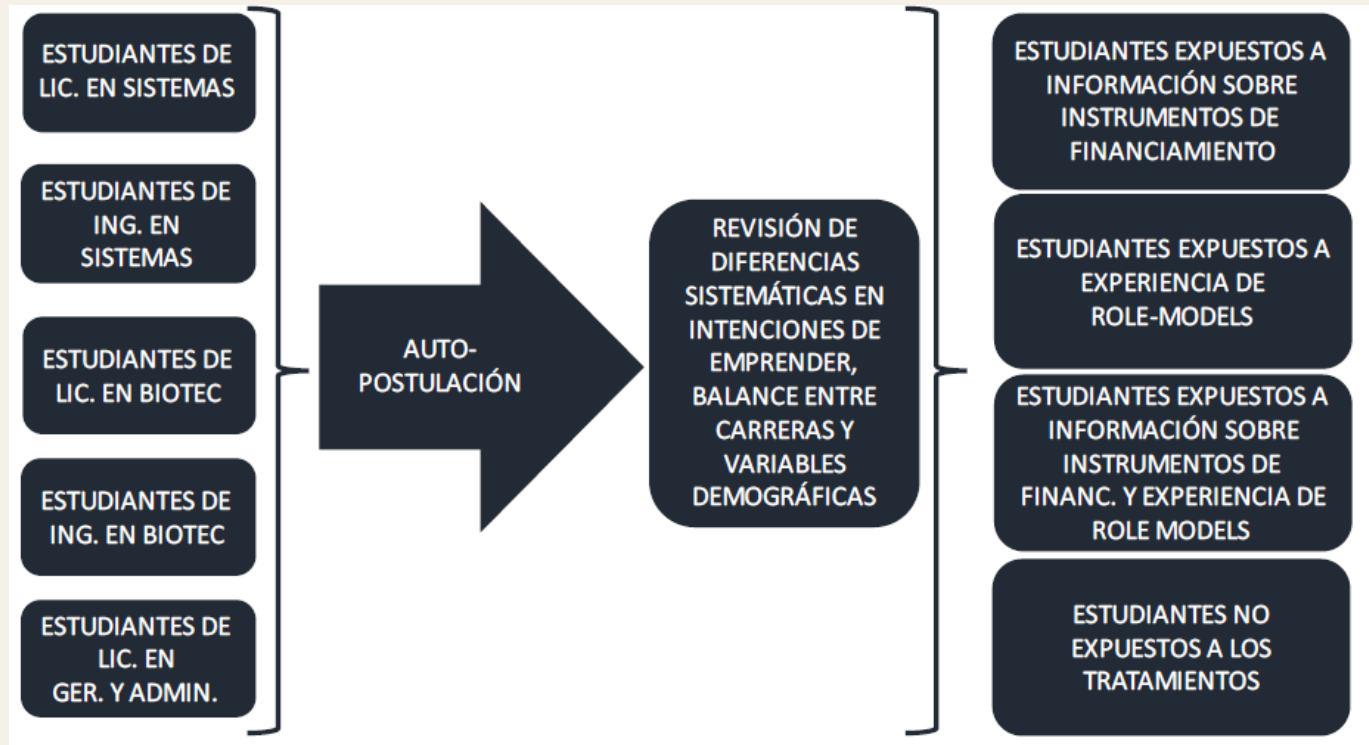 ESTUDIANTES DE
LIC. EN SISTEMAS
ESTUDIANTES DE
ING. EN
SISTEMAS
ESTUDIANTES DE
LIC. EN BIOTEC
ESTUDIANTES DE
ING. EN BIOTEC
ESTUDIANTES DE
LIC. EN
GER. Y ADMIN.
AUTO-
POSTULACIÓN
REVISIÓN DE
DIFERENCIAS
SISTEMÁTICAS EN
INTENCIONES DE
EMPRENDER,
BALANCE ENTRE
CARRERAS Y
VARIABLES
DEMOGRÁFICAS
ESTUDIANTES EXPUESTOS A
INFORMACIÓN SOBRE
INSTRUMENTOS DE
FINANCIAMIENTO
ESTUDIANTES EXPUESTOS A
EXPERIENCIA DE
ROLE-MODELS
ESTUDIANTES EXPUESTOS A
INFORMACIÓN SOBRE
INSTRUMENTOS DE
FINANC. Y EXPERIENCIA DE
ROLE MODELS
ESTUDIANTES NO
EXPUESTOS A LOS
TRATAMIENTOS